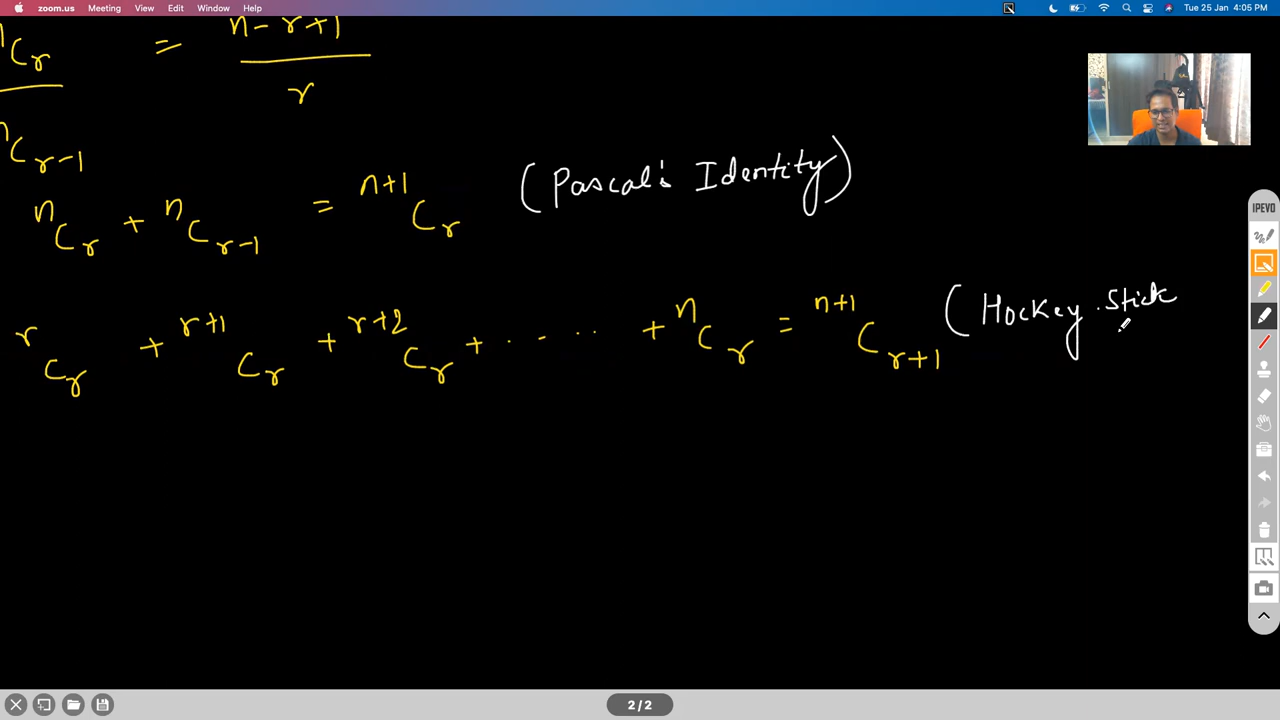 zoom.us Meeting View Edit Window Help Tue 25 Jan 4:05 PM
ⁿCᵣ / ⁿCᵣ₋₁ = n-r+1 / r
ⁿCᵣ + ⁿCᵣ₋₁ = ⁿ⁺¹Cᵣ (Pascal's Identity)
ʳCᵣ + ʳ⁺¹Cᵣ + ʳ⁺²Cᵣ + . - . . . + ⁿCᵣ = ⁿ⁺¹Cᵣ₊₁ (Hockey.Stick
IPEVO
2/2